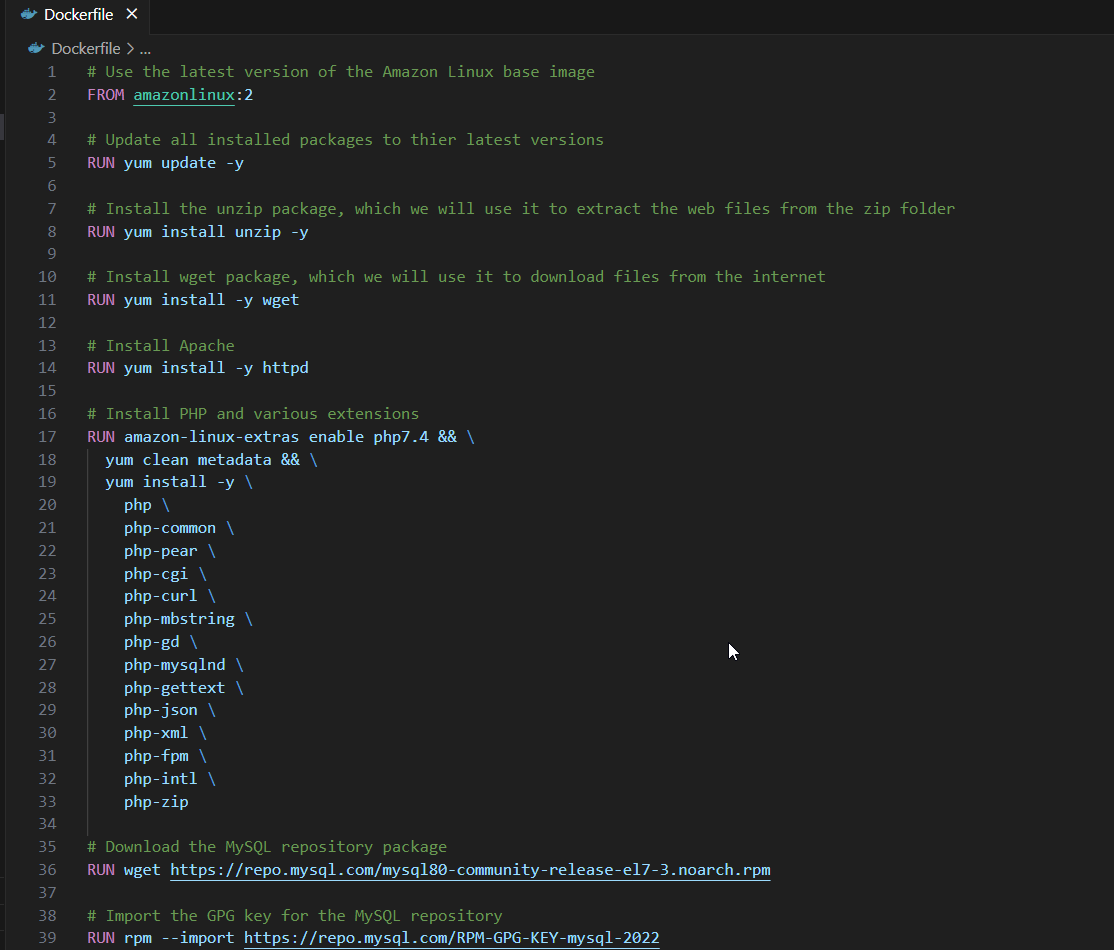 Dockerfile
Dockerfile > ...
1 # Use the latest version of the Amazon Linux base image
2 FROM amazonlinux:2
3
4 # Update all installed packages to thier latest versions
5 RUN yum update -y
6
7 # Install the unzip package, which we will use it to extract the web files from the zip folder
8 RUN yum install unzip -y
9
10 # Install wget package, which we will use it to download files from the internet
11 RUN yum install -y wget
12
13 # Install Apache
14 RUN yum install -y httpd
15
16 # Install PHP and various extensions
17 RUN amazon-linux-extras enable php7.4 && \
18 yum clean metadata && \
19 yum install -y \
20 php \
21 php-common \
22 php-pear \
23 php-cgi \
24 php-curl \
25 php-mbstring \
26 php-gd \
27 php-mysqlnd \
28 php-gettext \
29 php-json \
30 php-xml \
31 php-fpm \
32 php-intl \
33 php-zip
34
35 # Download the MySQL repository package
36 RUN wget https://repo.mysql.com/mysql80-community-release-el7-3.noarch.rpm
37
38 # Import the GPG key for the MySQL repository
39 RUN rpm --import https://repo.mysql.com/RPM-GPG-KEY-mysql-2022